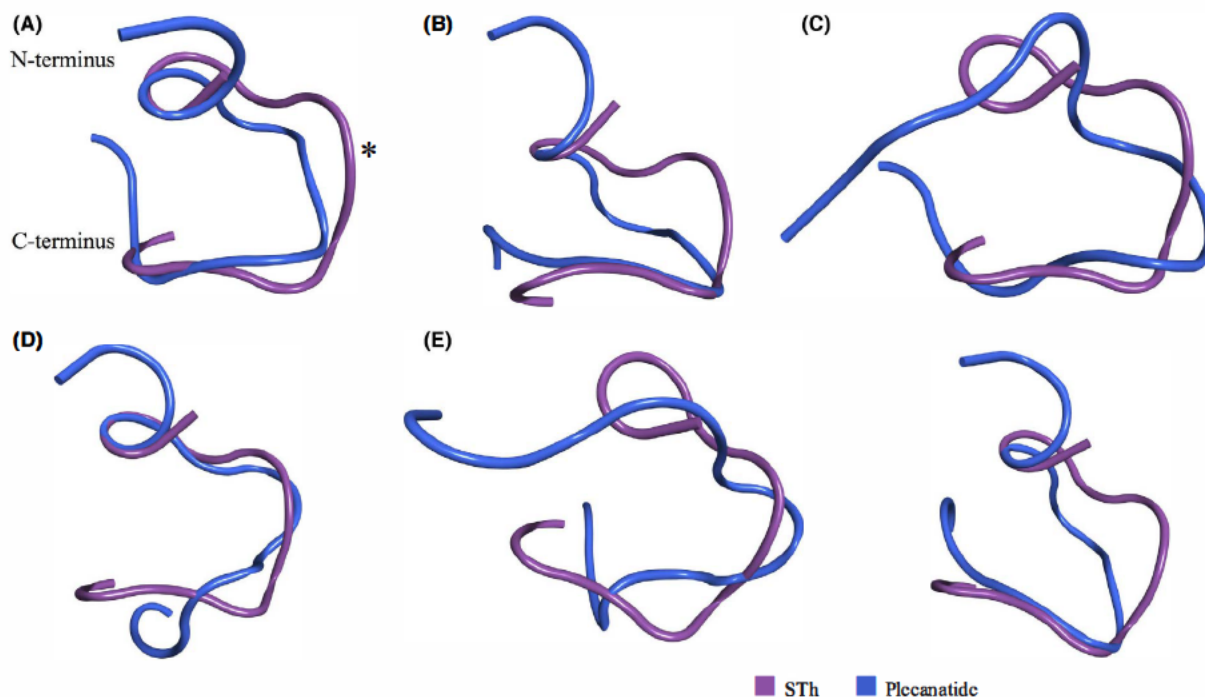 (A)
(B)
(C)
N-terminus
*
C-terminus
(D)
(E)
STh Plecanatide